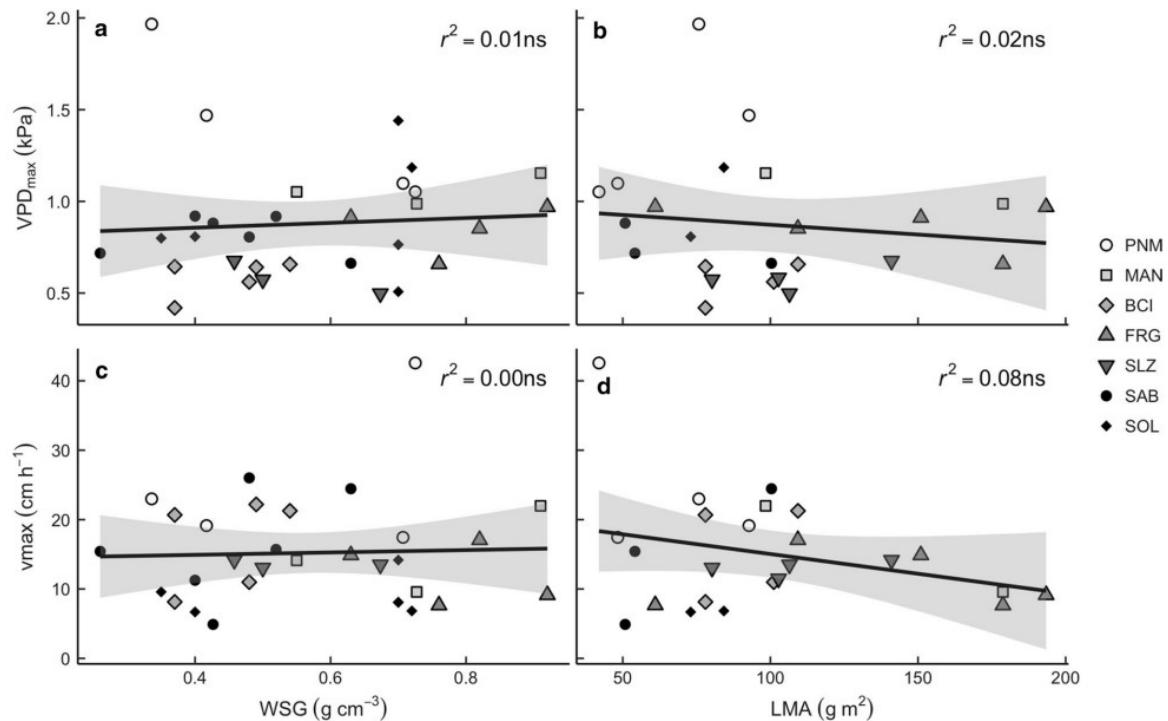 a
r² = 0.01ns
b
r² = 0.02ns
VPDmax (kPa)
2.0
1.5
1.0
0.5
c
r² = 0.00ns
d
r² = 0.08ns
vmax (cm h⁻¹)
40
30
20
10
0
0.4 0.6 0.8
50 100 150 200
WSG (g cm⁻³)
LMA (g m²)
PNM
MAN
BCI
FRG
SLZ
SAB
SOL